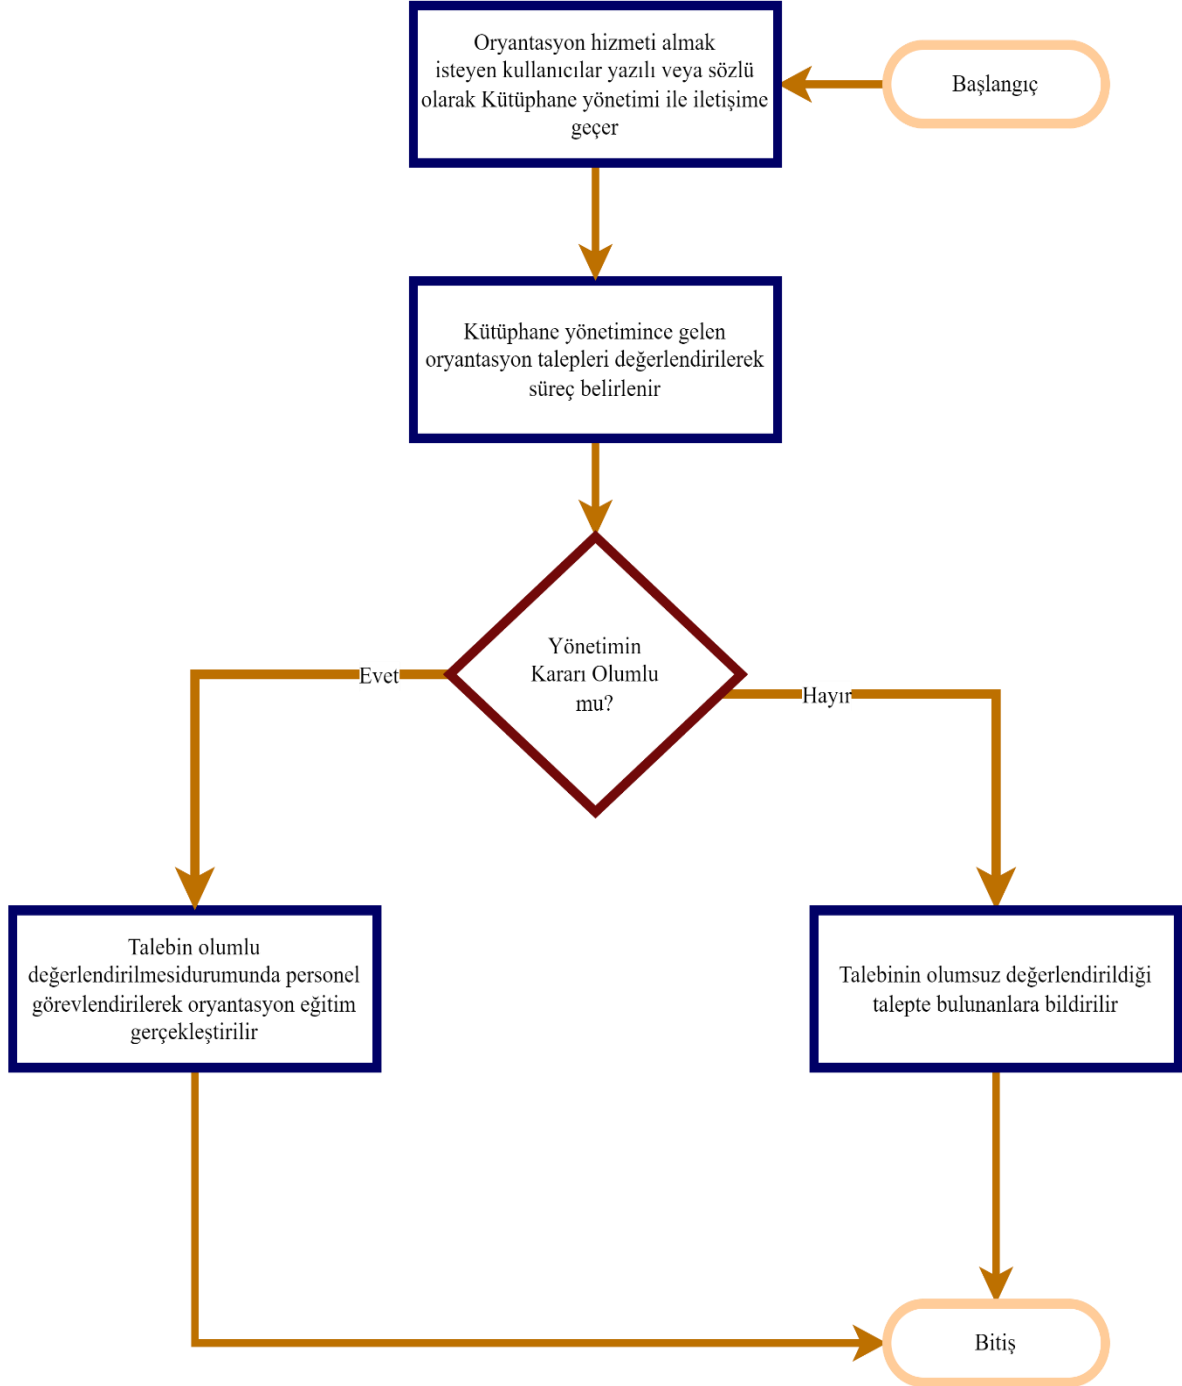 Oryantasyon hizmeti almak
isteyen kullanıcılar yazılı veya sözlü
olarak Kütüphane yönetimi ile iletişime
geçer
Başlangıç
Kütüphane yönetimince gelen
oryantasyon talepleri değerlendirilerek
süreç belirlenir
Yönetimin
Kararı Olumlu
mu?
Evet
Hayır
Talebin olumlu
değerlendirilmesidurumunda personel
görevlendirilerek oryantasyon eğitim
gerçekleştirilir
Talebinin olumsuz değerlendirildiği
talepte bulunanlara bildirilir
Bitiş